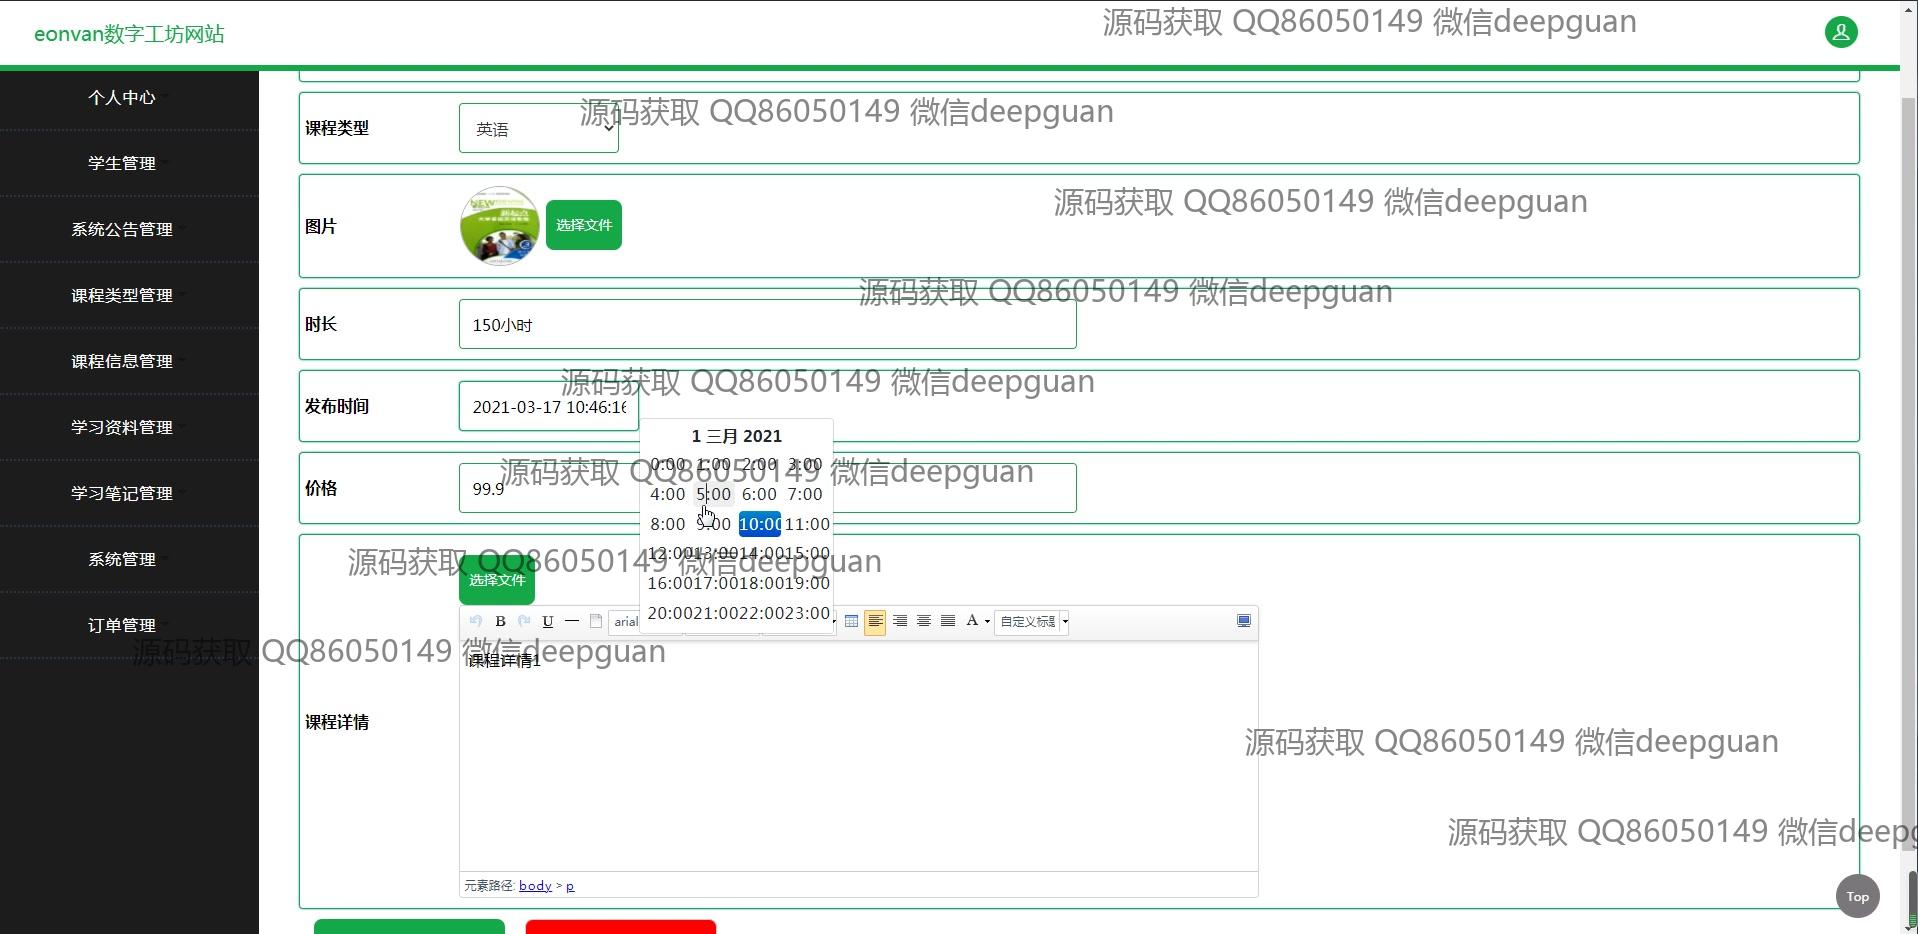 eonvan数字工坊网站
源码获取 QQ86050149 微信deepguan
个人中心
学生管理
系统公告管理
课程类型管理
课程信息管理
学习资料管理
学习笔记管理
系统管理
订单管理
源码获取 QQ86050149 微信deepguan
课程类型
英语
源码获取 QQ86050149 微信deepguan
图片
NEW
选择文件
源码获取 QQ86050149 微信deepguan
时长
150小时
源码获取 QQ86050149 微信deepguan
发布时间
2021-03-17 10:46:16
1 三月 2021
0:00 1:00 2:00 3:00
4:00 5:00 6:00 7:00
8:00 9:00 10:00 11:00
12:00 13:00 14:00 15:00
16:00 17:00 18:00 19:00
20:00 21:00 22:00 23:00
源码获取 QQ86050149 微信deepguan
价格
99.9
源码获取 QQ86050149 微信deepguan
选择文件
B U arial A 自定义标题
源码获取 QQ86050149 微信deepguan
课程详情1
课程详情
源码获取 QQ86050149 微信deepguan
源码获取 QQ86050149 微信deepg
元素路径: body > p
Top